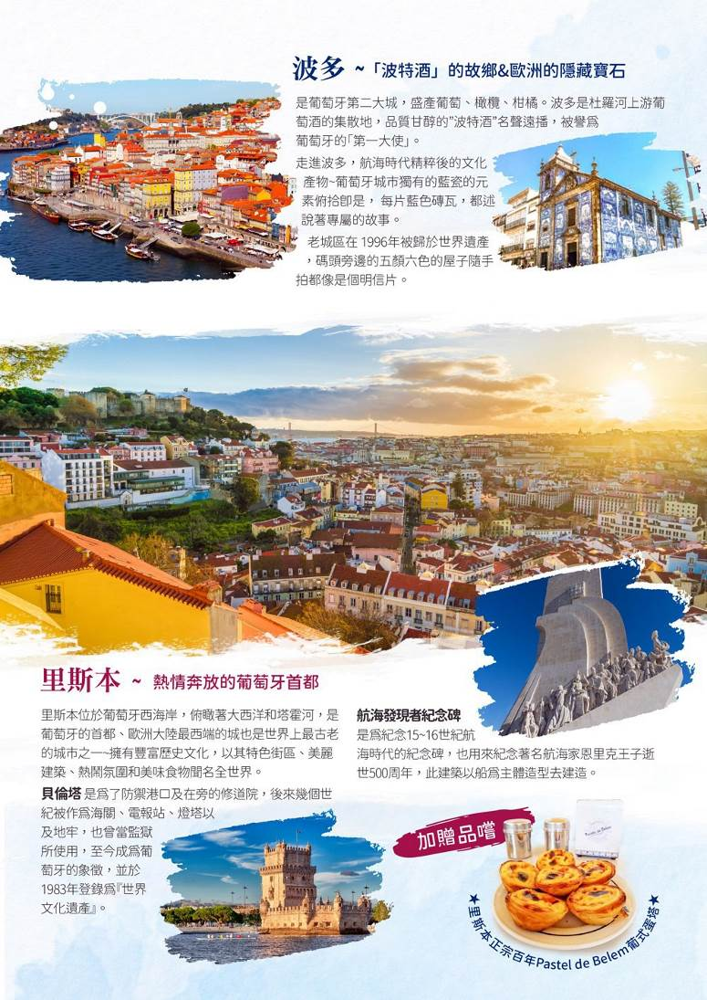 波多 ~「波特酒」的故鄉&歐洲的隱藏寶石
是葡萄牙第二大城，盛產葡萄、橄欖、柑橘。波多是杜羅河上游葡
萄酒的集散地，品質甘醇的"波特酒"名聲遠播，被譽爲
葡萄牙的「第一大使」。
走進波多，航海時代精粹後的文化
產物~葡萄牙城市獨有的藍瓷的元
素俯拾卽是， 每片藍色磚瓦，都述
說著專屬的故事。
老城區在 1996年被歸於世界遺產
，碼頭旁邊的五顏六色的屋子隨手
拍都像是個明信片。
里斯本 ~ 熱情奔放的葡萄牙首都
里斯本位於葡萄牙西海岸，俯瞰著大西洋和塔霍河，是
葡萄牙的首都、歐洲大陸最西端的城也是世界上最古老
的城市之一~擁有豐富歷史文化，以其特色街區、美麗
建築、熱鬧氛圍和美味食物聞名全世界。
貝倫塔 是爲了防禦港口及在旁的修道院，後來幾個世
紀被作爲海關、電報站、燈塔以
及地牢，也曾當監獄
所使用，至今成爲葡
萄牙的象徵，並於
1983年登錄爲『世界
文化遺產』。
航海發現者紀念碑
是爲紀念15~16世紀航
海時代的紀念碑，也用來紀念著名航海家恩里克王子逝
世500周年，此建築以船爲主體造型去建造。
加贈品嚐
★里斯本正宗百年Pastel de Belem葡式蛋塔★